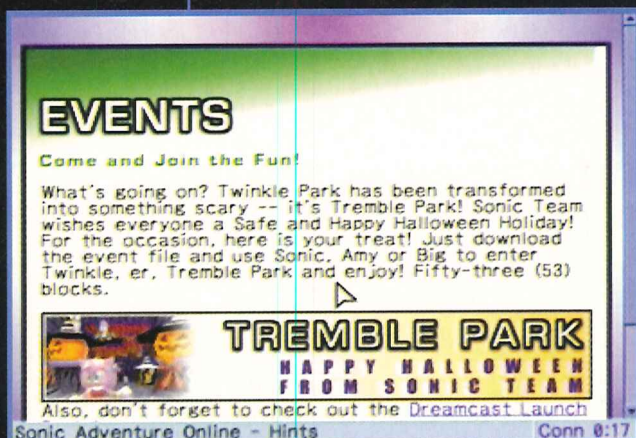 EVENTS
Come and Join the Fun!
What's going on? Twinkle Park has been transformed
into something scary -- it's Tremble Park! Sonic Team
wishes everyone a Safe and Happy Halloween Holiday!
For the occasion, here is your treat! Just download
the event file and use Sonic, Amy or Big to enter
Twinkle, er, Tremble Park and enjoy! Fifty-three (53)
blocks.
TREMBLE PARK
HAPPY HALLOWEEN
FROM SONIC TEAM
Also, don't forget to check out the Dreamcast Launch
Sonic Adventure Online - Hints
Conn 0:17